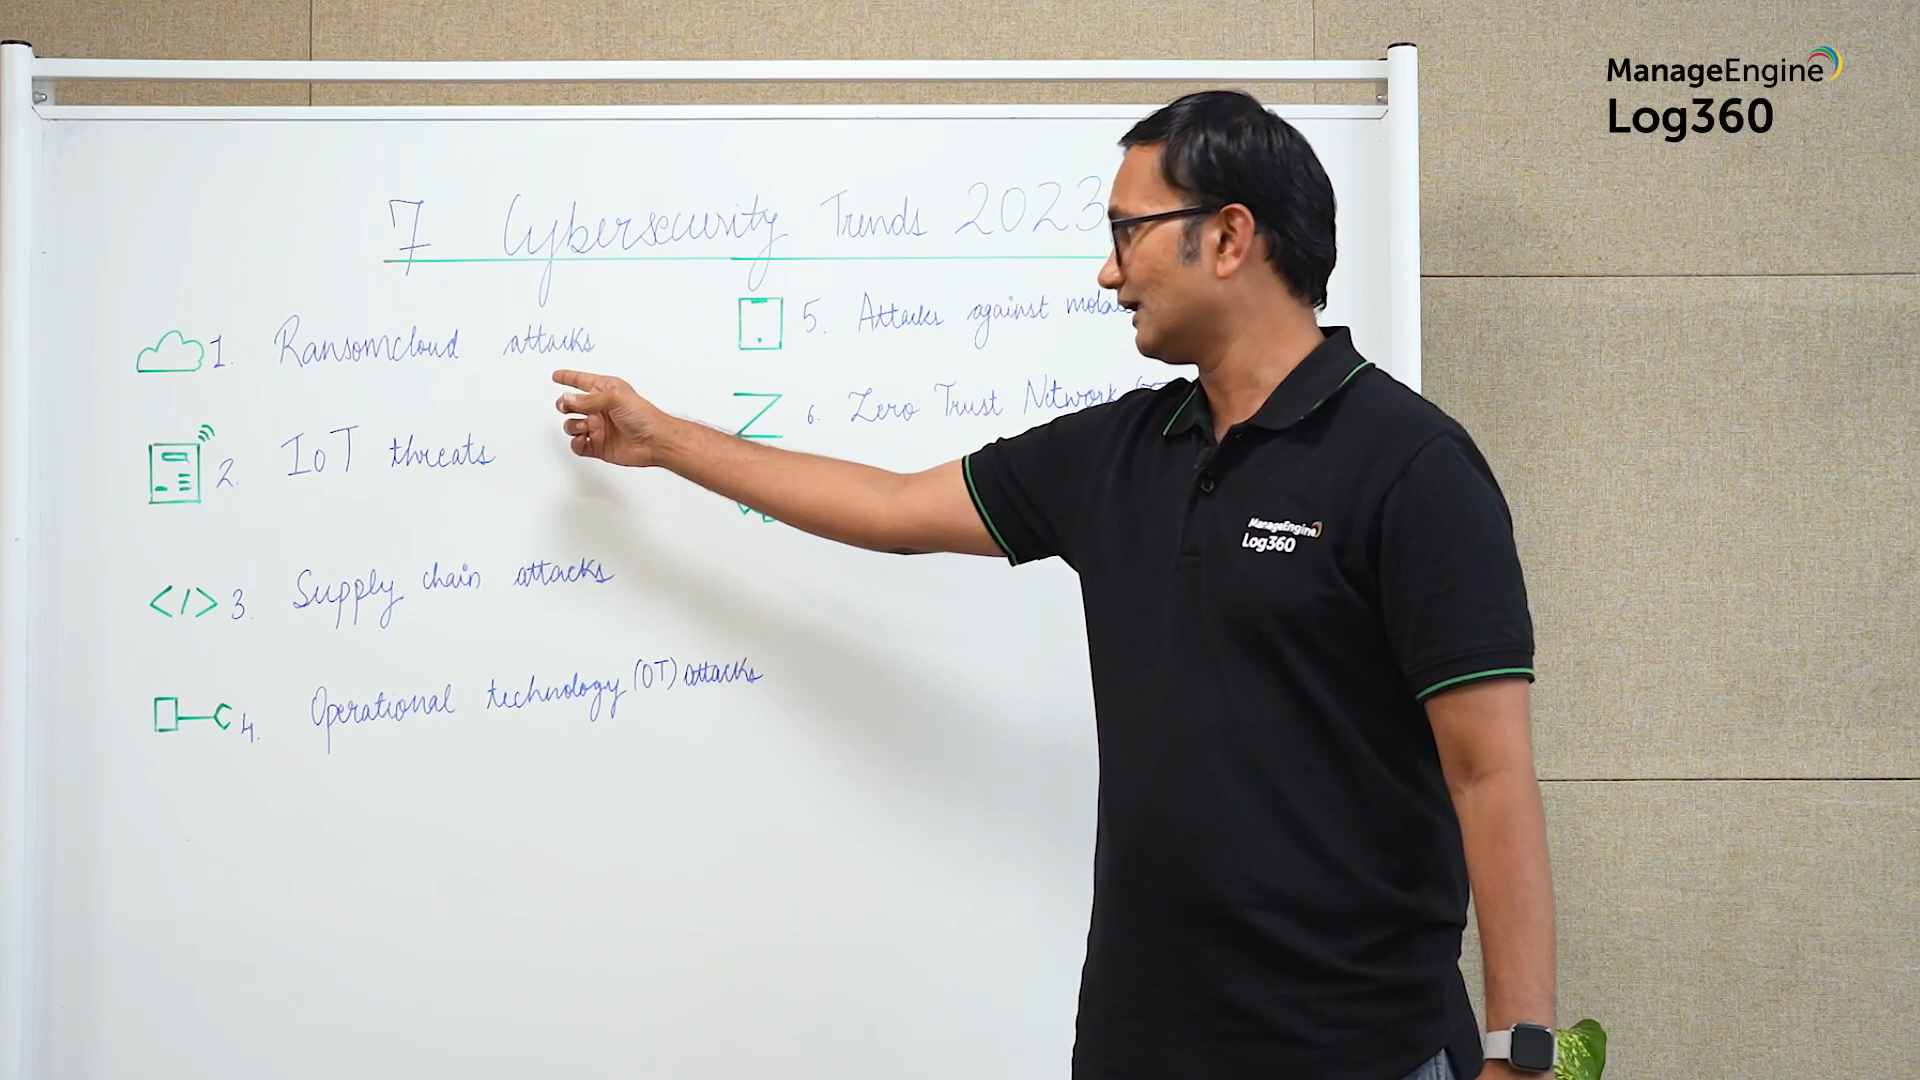 ManageEngine
Log360
7 Cybersecurity Trends 2023
1. Ransomcloud attacks
2. IoT threats
3. Supply chain attacks
4. Operational technology (OT) attacks
5. Attacks against
6. Zero Trust Network
ManageEngine
Log360